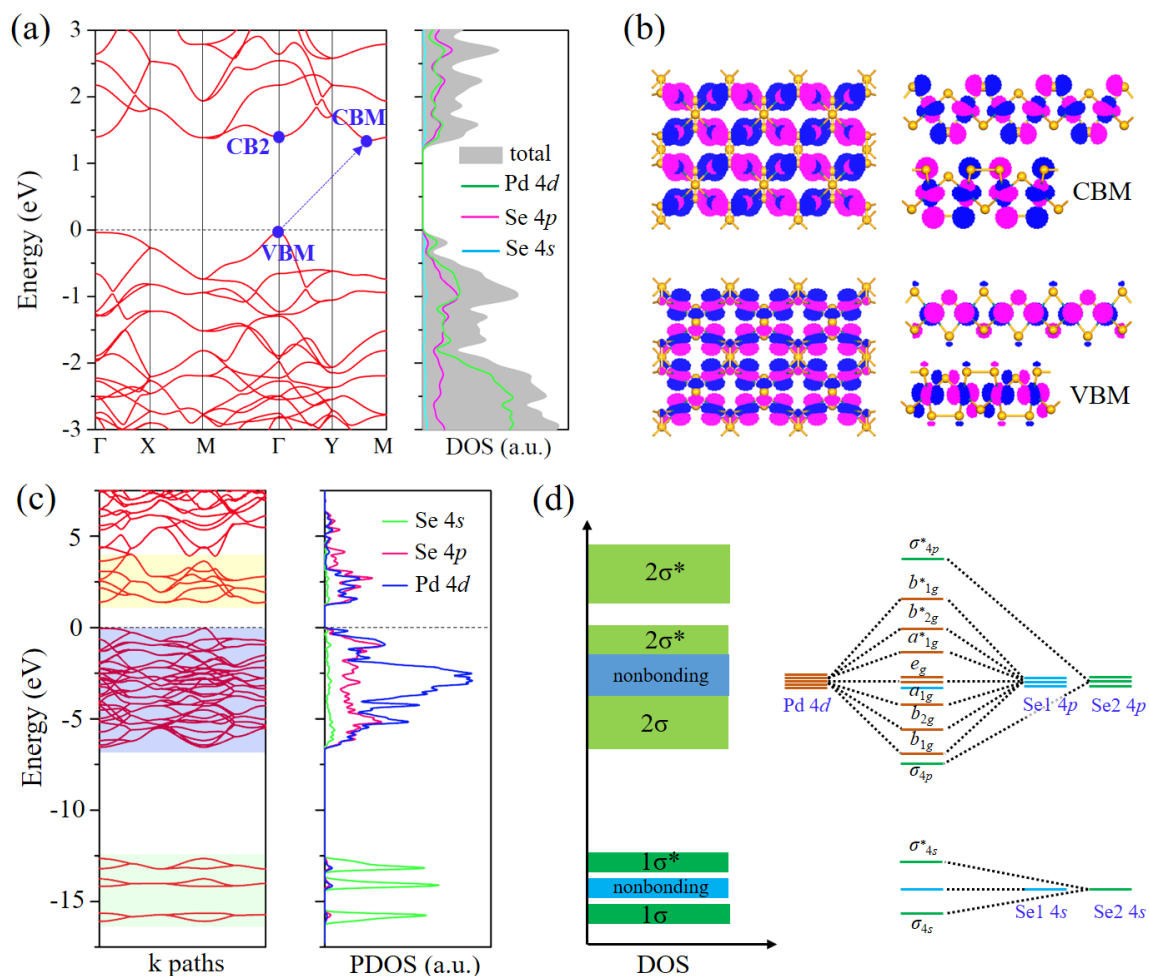 (a)
3
2
1
0
-1
-2
-3
Energy (eV)
CBM
CB2
VBM
Γ X M Γ Y M
total
Pd 4d
Se 4p
Se 4s
DOS (a.u.)
(b)
CBM
VBM
(c)
5
0
-5
-10
-15
Energy (eV)
k paths
Se 4s
Se 4p
Pd 4d
PDOS (a.u.)
(d)
2σ*
2σ*
nonbonding
2σ
1σ*
nonbonding
1σ
DOS
σ*4p
b*1g
b*2g
a*1g
eg
a1g
b2g
b1g
σ4p
Pd 4d
Se1 4p
Se2 4p
σ*4s
σ4s
Se1 4s
Se2 4s